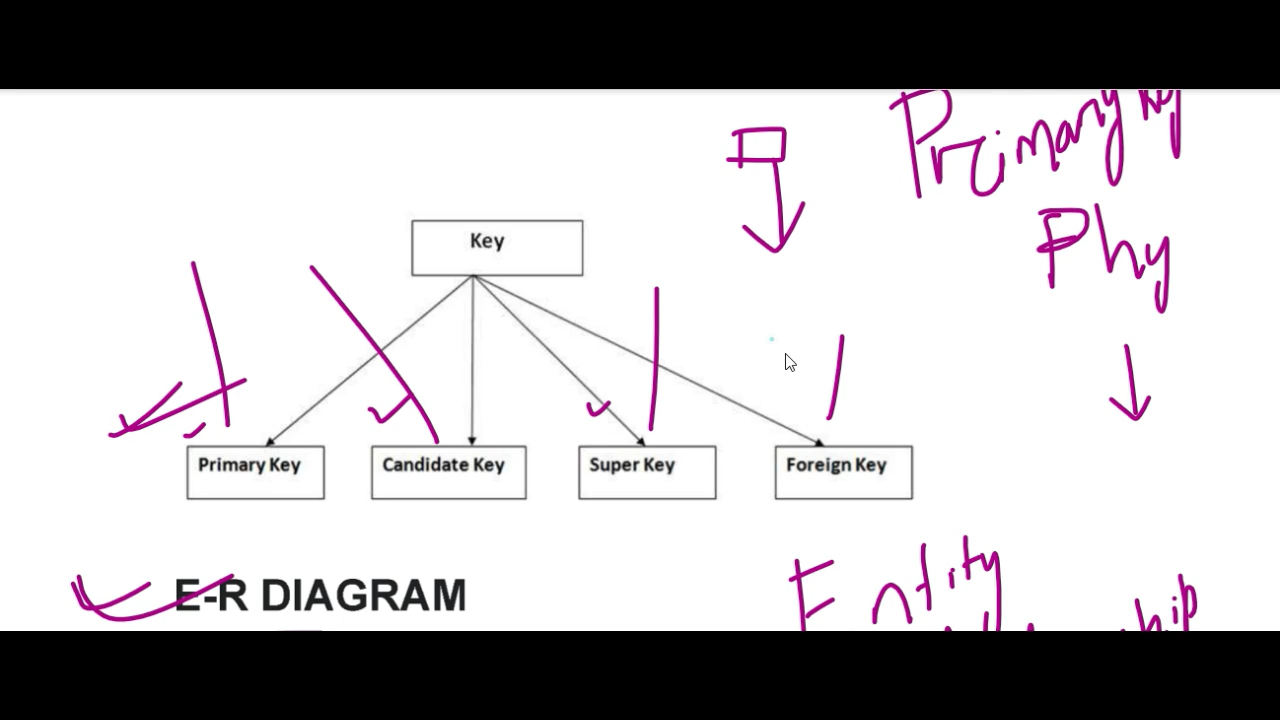 Primary Key
Phy
Key
Primary Key
Candidate Key
Super Key
Foreign Key
E-R DIAGRAM
Entity